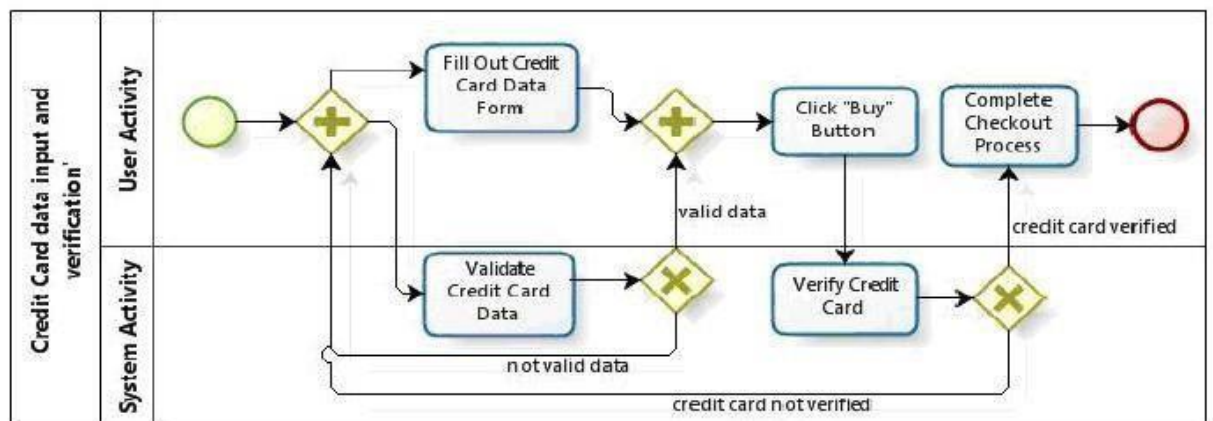 Credit Card data input and
verification'
User Activity
System Activity
Fill Out Credit
Card Data
Form
Click "Buy"
Button
Complete
Checkout
Process
valid data
credit card verified
Validate
Credit Card
Data
Verify Credit
Card
not valid data
credit card not verified